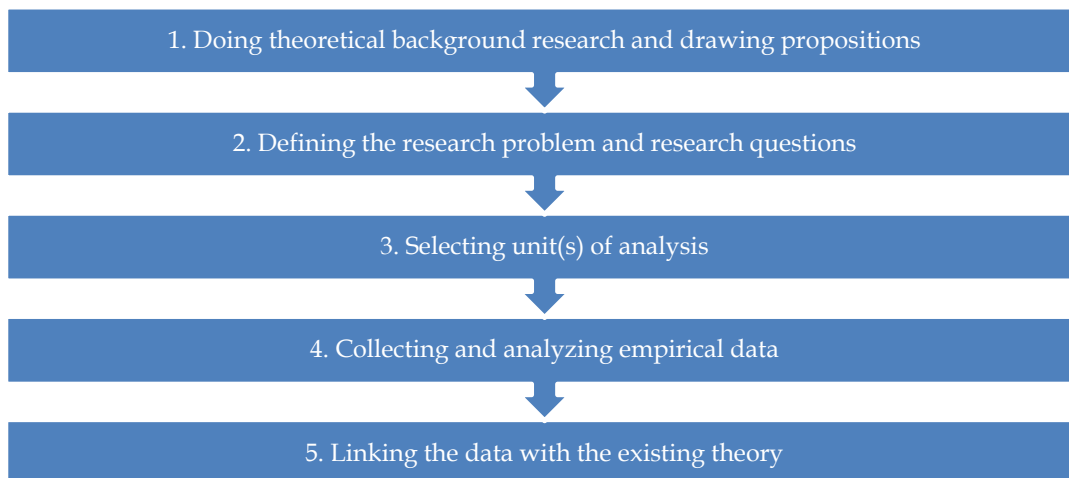 1. Doing theoretical background research and drawing propositions
2. Defining the research problem and research questions
3. Selecting unit(s) of analysis
4. Collecting and analyzing empirical data
5. Linking the data with the existing theory